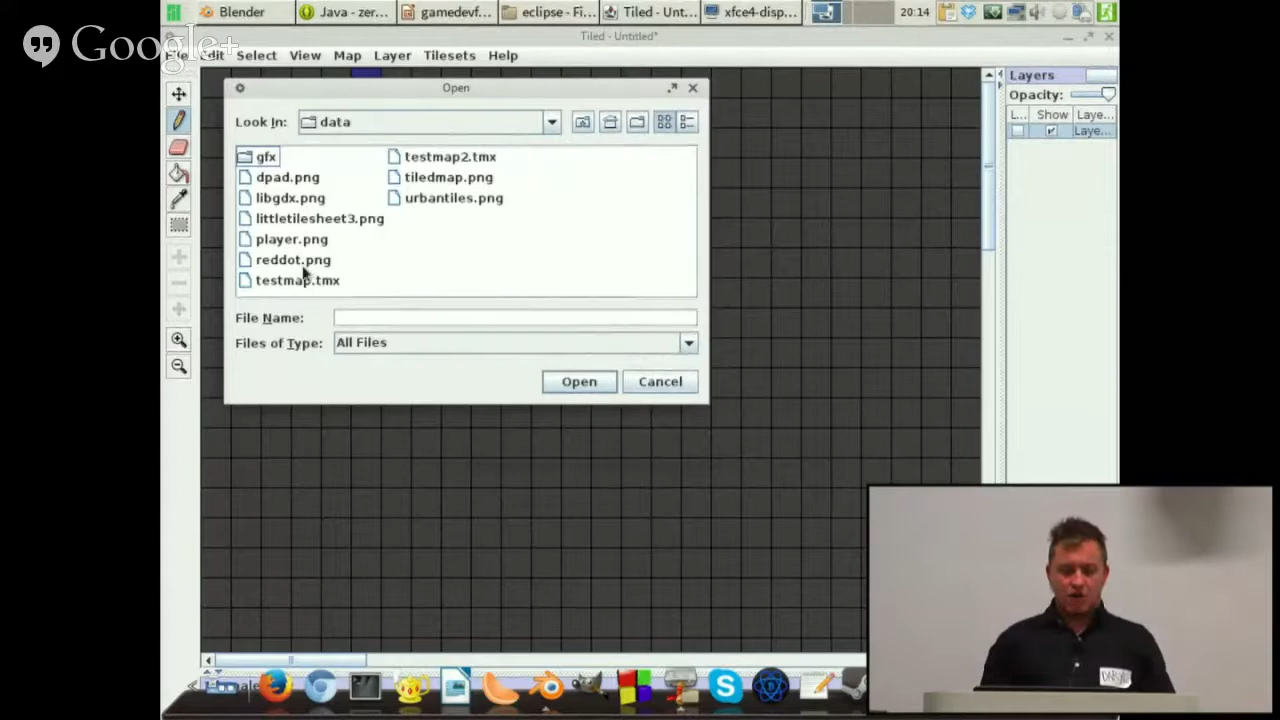 Blender
Java - zer...
gamedevf...
eclipse - Fi...
Tiled - Unt...
xfce4-disp...
20:14
Google+
Tiled - Untitled*
Select
View
Map
Layer
Tilesets
Help
Open
Look In:
data
gfx
dpad.png
libgdx.png
littletilesheet3.png
player.png
reddot.png
testmap.tmx
testmap2.tmx
tiledmap.png
urbantiles.png
File Name:
Files of Type:
All Files
Open
Cancel
Layers
Opacity:
L...
Show
Laye...
Laye...